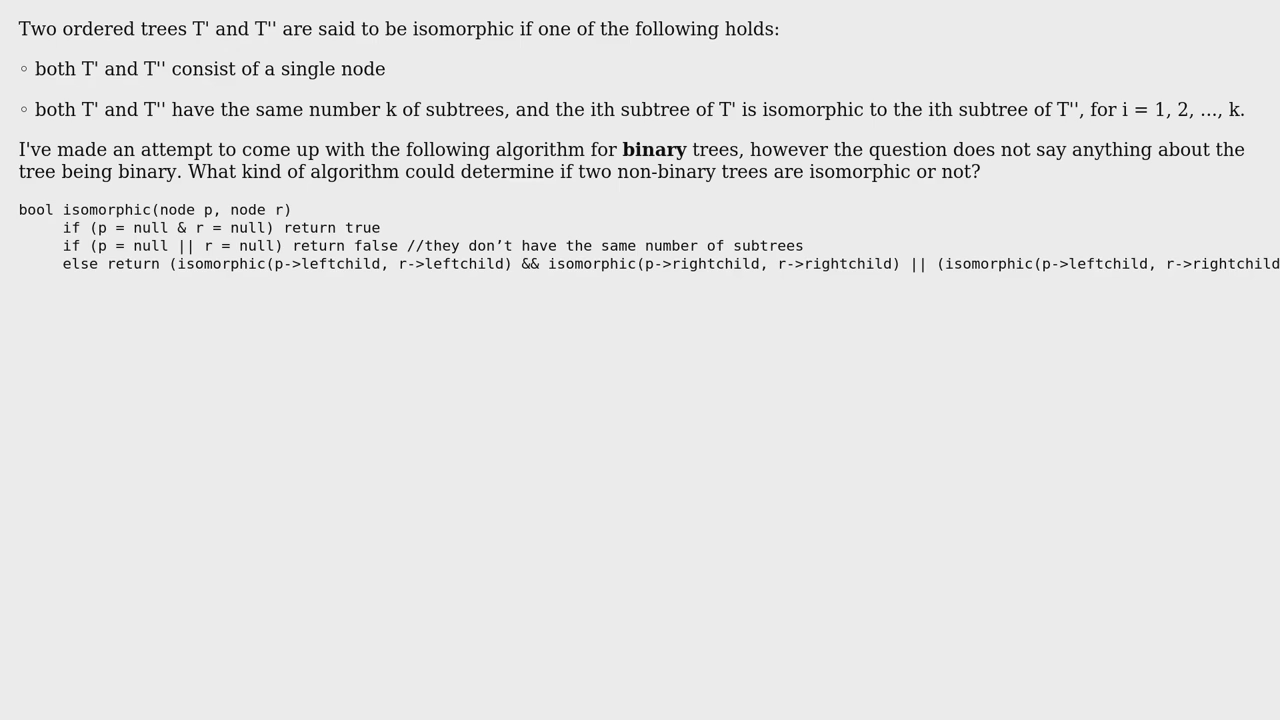 Two ordered trees T' and T'' are said to be isomorphic if one of the following holds:
◦ both T' and T'' consist of a single node
◦ both T' and T'' have the same number k of subtrees, and the ith subtree of T' is isomorphic to the ith subtree of T'', for i = 1, 2, ..., k.
I've made an attempt to come up with the following algorithm for binary trees, however the question does not say anything about the
tree being binary. What kind of algorithm could determine if two non-binary trees are isomorphic or not?
bool isomorphic(node p, node r)
     if (p = null & r = null) return true
     if (p = null || r = null) return false //they don’t have the same number of subtrees
     else return (isomorphic(p->leftchild, r->leftchild) && isomorphic(p->rightchild, r->rightchild) || (isomorphic(p->leftchild, r->rightchild